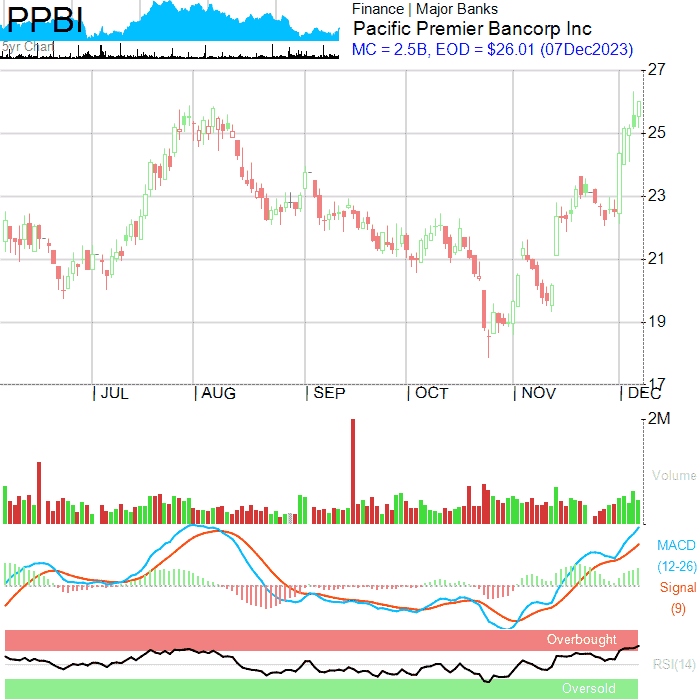 PPBI
5yr Chart
Finance | Major Banks
Pacific Premier Bancorp Inc
MC = 2.5B, EOD = $26.01 (07Dec2023)
27
25
23
21
19
17
JUL AUG SEP OCT NOV DEC
2M
Volume
MACD
(12-26)
Signal
(9)
Overbought
RSI(14)
Oversold